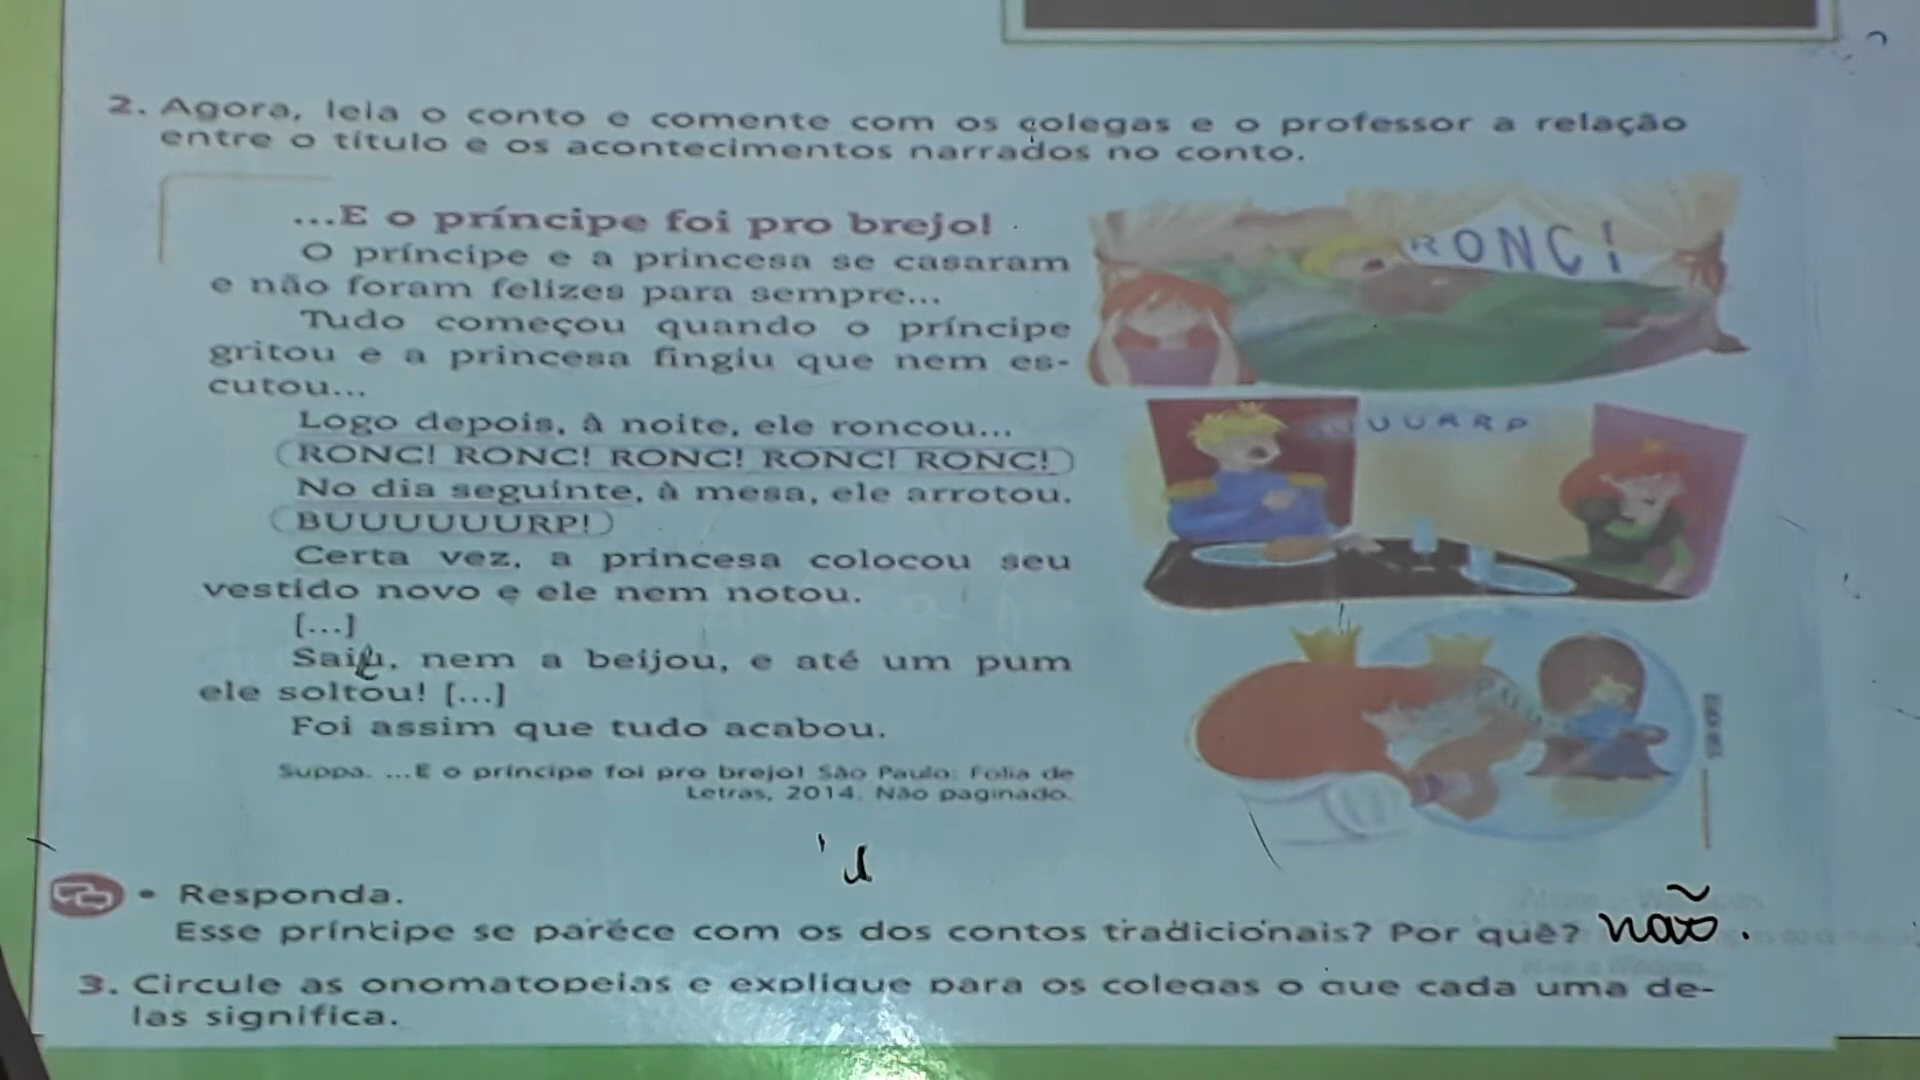 2. Agora, leia o conto e comente com os colegas e o professor a relação
entre o título e os acontecimentos narrados no conto.
...E o príncipe foi pro brejo!
O príncipe e a princesa se casaram
e não foram felizes para sempre...
Tudo começou quando o príncipe
gritou e a princesa fingiu que nem es-
cutou...
Logo depois, à noite, ele roncou...
RONC! RONC! RONC! RONC! RONC!
No dia seguinte, à mesa, ele arrotou.
BUUUUUUURP!
Certa vez, a princesa colocou seu
vestido novo e ele nem notou.
[...]
Saiu, nem a beijou, e até um pum
ele soltou! [...]
Foi assim que tudo acabou.
Suppa. ...E o príncipe foi pro brejo! São Paulo: Folia de
Letras, 2014. Não paginado.
RONC!
UUURRP
• Responda.
Esse príncipe se parece com os dos contos tradicionais? Por quê? não.
3. Circule as onomatopeias e explique para os colegas o que cada uma de-
las significa.